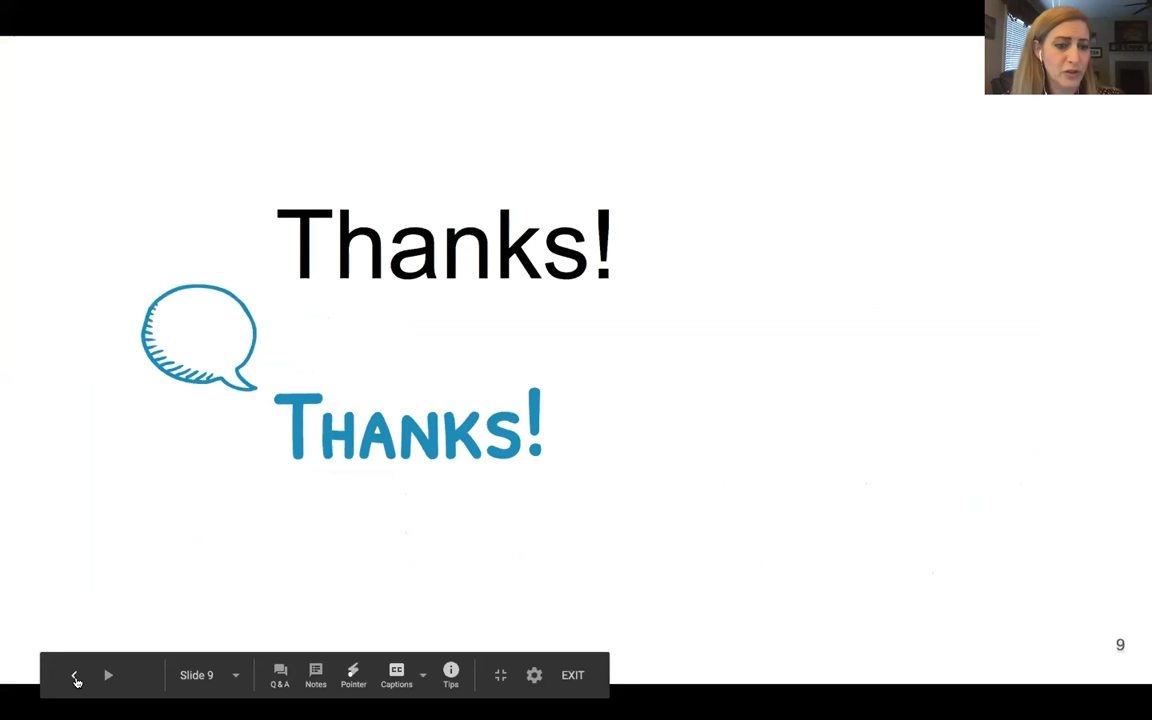 Thanks!
THANKS!
9
Slide 9
Q & A
Notes
Pointer
CC
Captions
Tips
EXIT